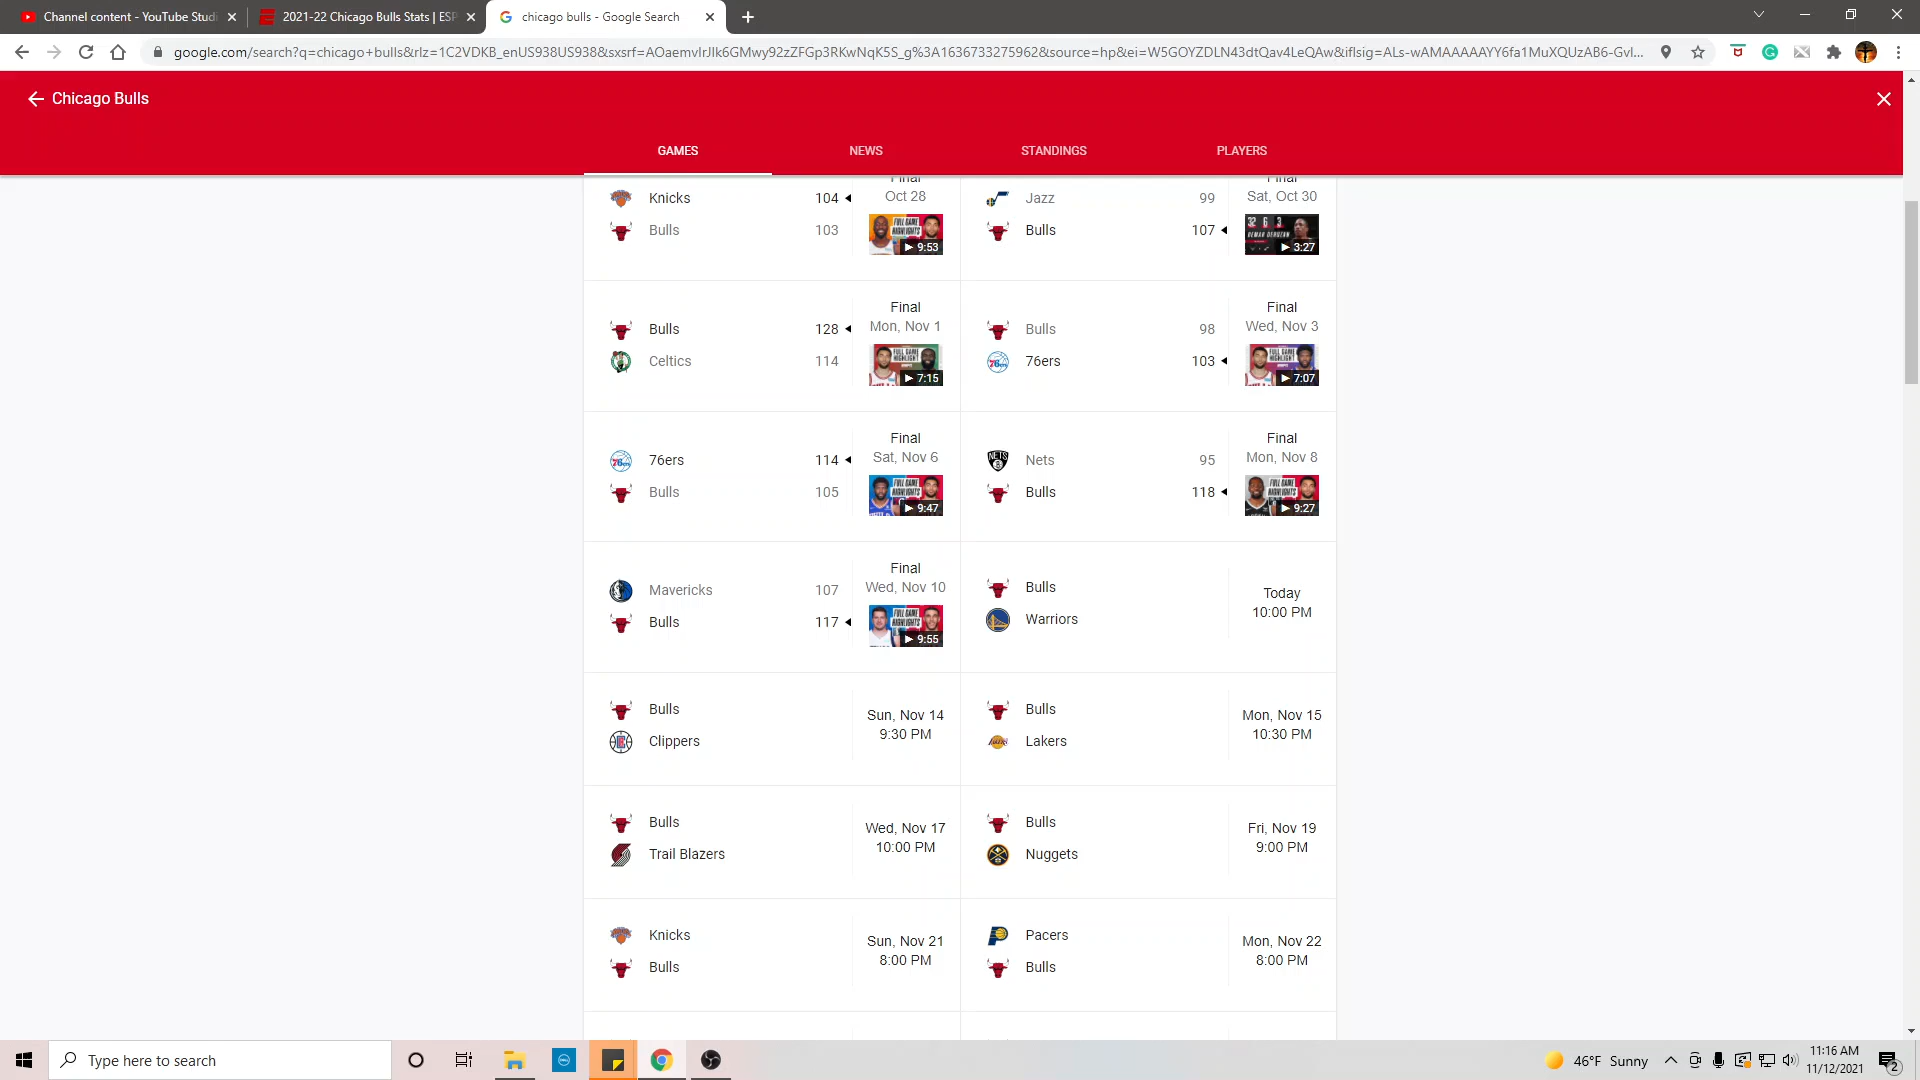 Channel content - YouTube Studi
2021-22 Chicago Bulls Stats | ESP
chicago bulls - Google Search
google.com/search?q=chicago+bulls&rlz=1C2VDKB_enUS938US938&sxsrf=AOaemvIrJIk6GMwy92zZFGp3RKwNqK5S_g%3A1636733275962&source=hp&ei=W5GOYZDLN43dtQav4LeQAw&iflsig=ALs-wAMAAAAAYY6fa1MuXQUzAB6-Gvl...
Chicago Bulls
GAMES NEWS STANDINGS PLAYERS
Final Final
Knicks 104 Oct 28 Jazz 99 Sat, Oct 30
Bulls 103 9:53 Bulls 107 3:27
Final Final
Bulls 128 Mon, Nov 1 Bulls 98 Wed, Nov 3
Celtics 114 7:15 76ers 103 7:07
Final Final
76ers 114 Sat, Nov 6 Nets 95 Mon, Nov 8
Bulls 105 9:47 Bulls 118 9:27
Final
Mavericks 107 Wed, Nov 10 Bulls Today
Bulls 117 9:55 Warriors 10:00 PM
Bulls Sun, Nov 14 Bulls Mon, Nov 15
Clippers 9:30 PM Lakers 10:30 PM
Bulls Wed, Nov 17 Bulls Fri, Nov 19
Trail Blazers 10:00 PM Nuggets 9:00 PM
Knicks Sun, Nov 21 Pacers Mon, Nov 22
Bulls 8:00 PM Bulls 8:00 PM
Type here to search
46°F Sunny
11:16 AM
11/12/2021
2